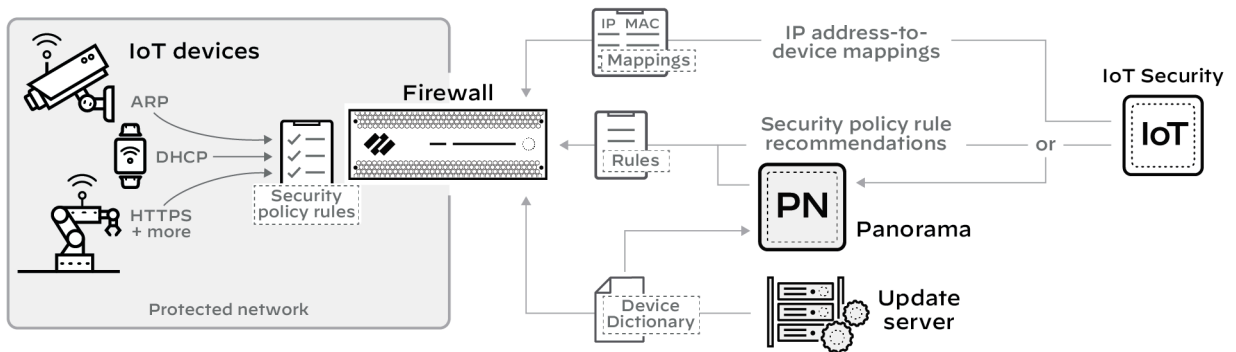 IoT devices
ARP
DHCP
HTTPS
+ more
Security
policy rules
Protected network
Firewall
IP MAC
Mappings
IP address-to-
device mappings
Rules
Security policy rule
recommendations
or
IoT Security
IoT
PN
Panorama
Device
Dictionary
Update
server